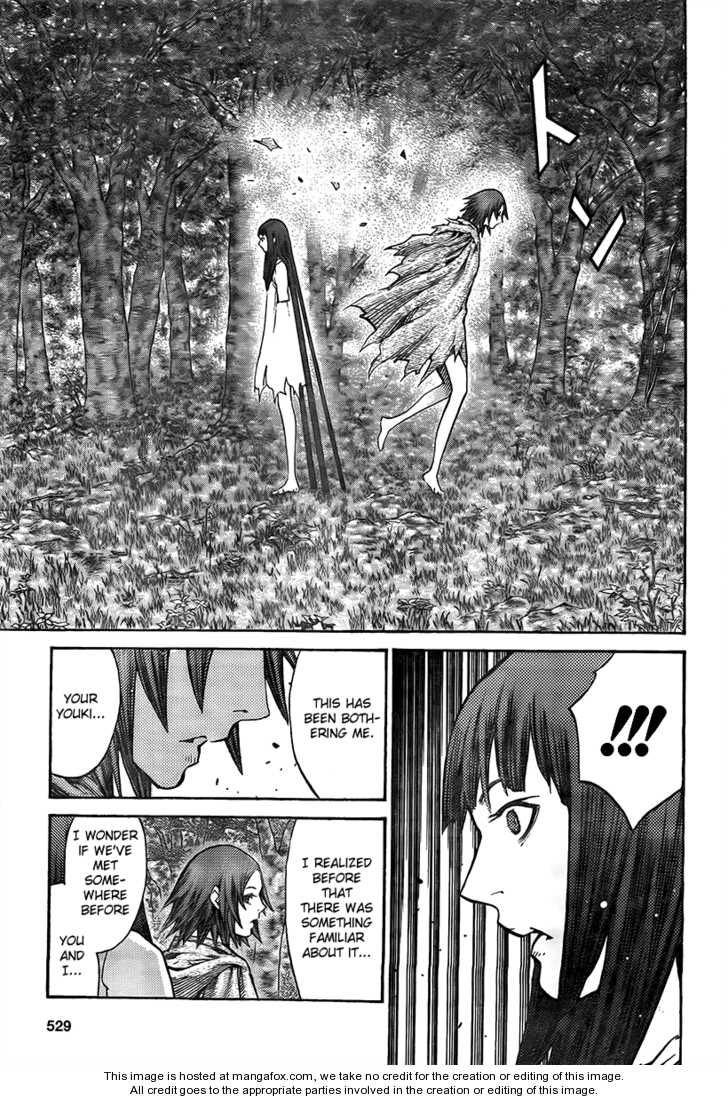 トッ
!!!
THIS HAS
BEEN BOTH-
ERING ME.
YOUR
YOUKI...
I REALIZED
BEFORE
THAT
THERE WAS
SOMETHING
FAMILIAR
ABOUT IT...
I WONDER
IF WE'VE
MET
SOME-
WHERE
BEFORE
YOU
AND
I...
529
This image is hosted at mangafox.com, we take no credit for the creation or editing of this image.
All credit goes to the appropriate parties involved in the creation or editing of this image.